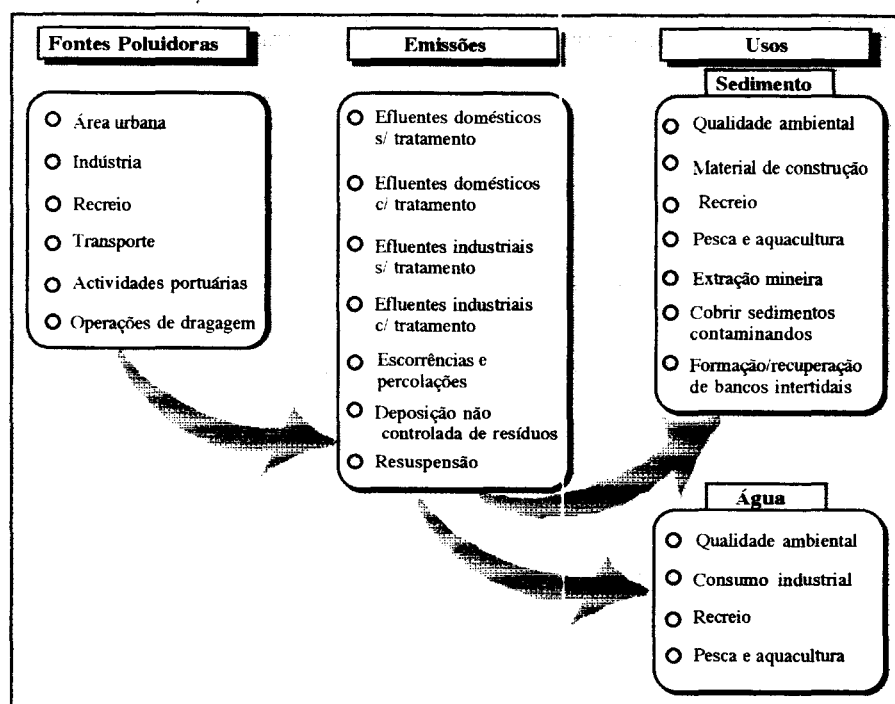 Fontes Poluidoras
Área urbana
Indústria
Recreio
Transporte
Actividades portuárias
Operações de dragagem
Emissões
Efluentes domésticos
s/ tratamento
Efluentes domésticos
c/ tratamento
Efluentes industriais
s/ tratamento
Efluentes industriais
c/ tratamento
Escorrências e
percolações
Deposição não
controlada de resíduos
Resuspensão
Usos
Sedimento
Qualidade ambiental
Material de construção
Recreio
Pesca e aquacultura
Extração mineira
Cobrir sedimentos
contaminandos
Formação/recuperação
de bancos intertidais
Água
Qualidade ambiental
Consumo industrial
Recreio
Pesca e aquacultura